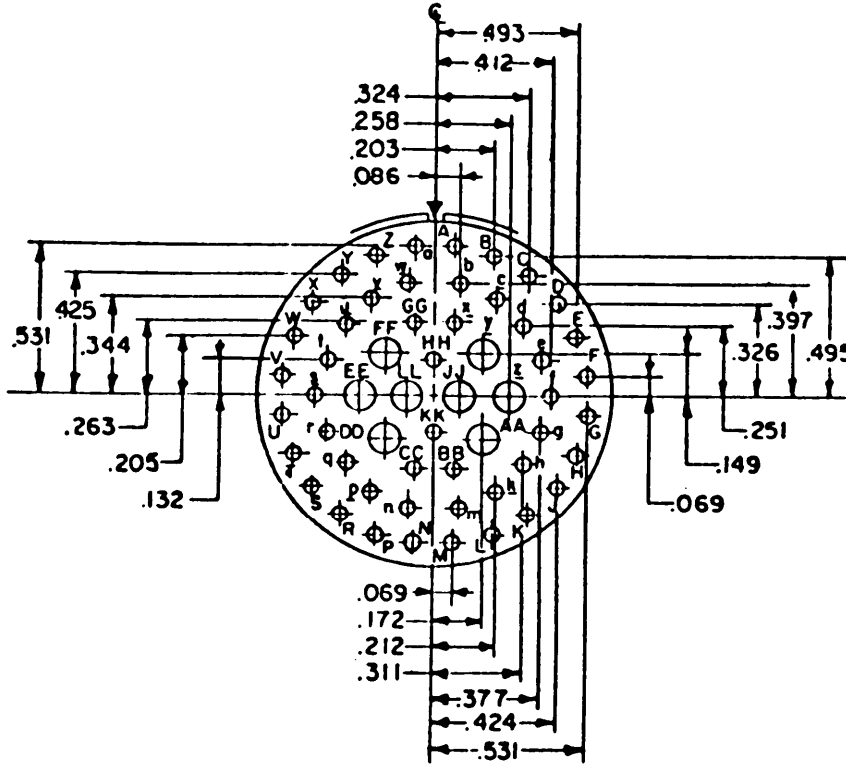 ℄
.493
.412
.324
.258
.203
.086
A
Z
a
B
Y
b
C
w
X
x
c
D
GG
x
d
W
u
E
FF
y
HH
e
F
V
t
EE
LL
JJ
z
s
f
KK
AA
U
r
DD
g
G
CC
BB
T
q
h
H
S
p
k
J
n
m
R
K
P
N
M
L
.531
.425
.344
.263
.205
.132
.495
.397
.326
.251
.149
.069
.069
.172
.212
.311
.377
.424
.531